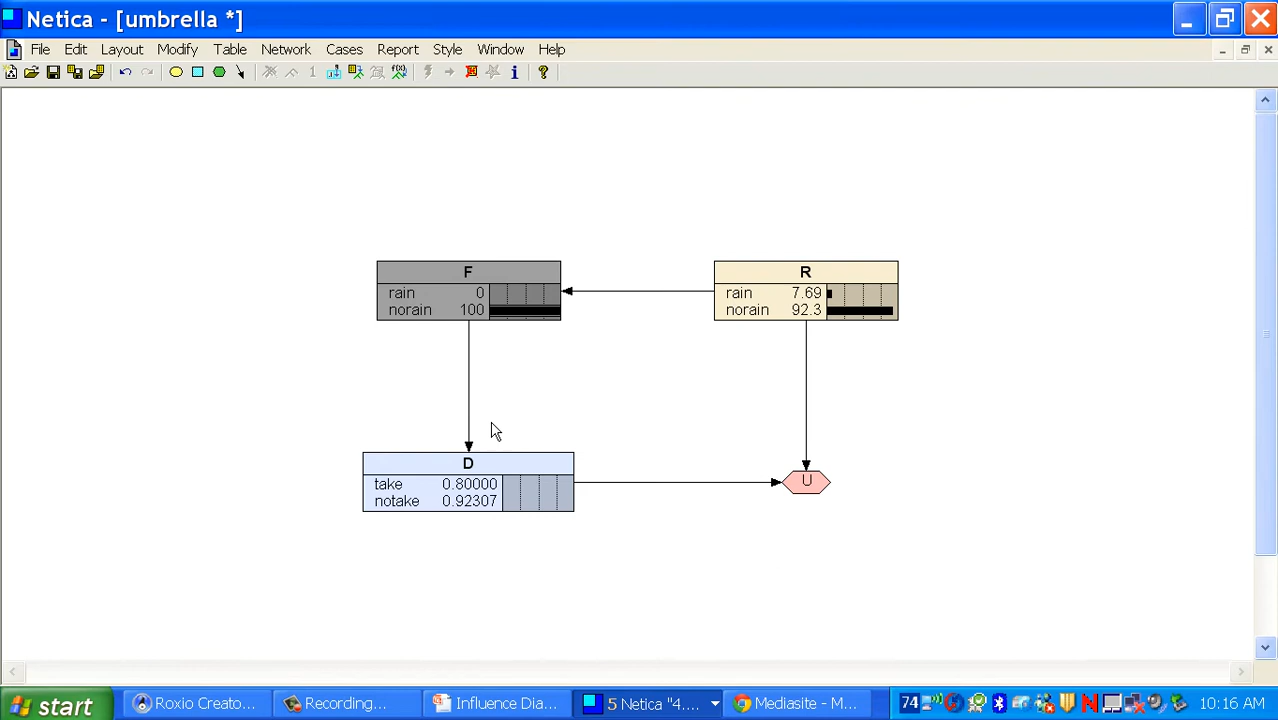 Netica - [umbrella *]
File Edit Layout Modify Table Network Cases Report Style Window Help
F
rain 0
norain 100
R
rain 7.69
norain 92.3
D
take 0.80000
notake 0.92307
U
start
Roxio Creato...
Recording...
Influence Dia...
5 Netica "4....
Mediasite - M...
74
10:16 AM